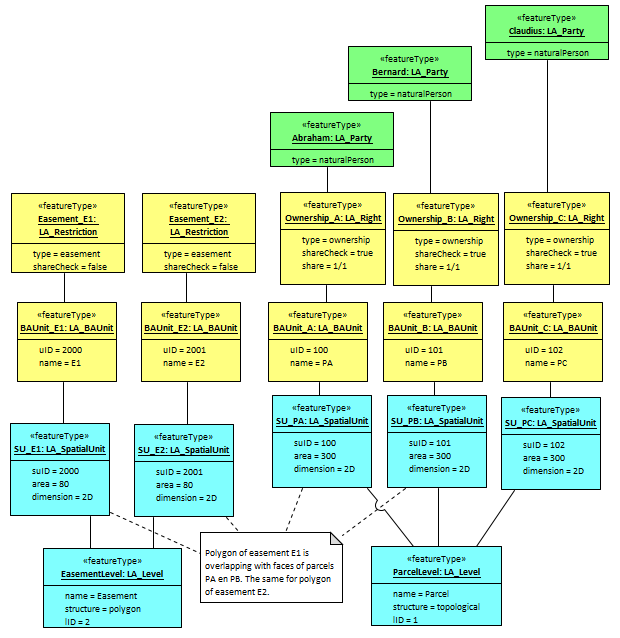 «featureType»
Claudius: LA_Party
type = naturalPerson
«featureType»
Bernard: LA_Party
type = naturalPerson
«featureType»
Abraham: LA_Party
type = naturalPerson
«featureType»
Easement_E1:
LA_Restriction
type = easement
shareCheck = false
«featureType»
Easement_E2:
LA_Restriction
type = easement
shareCheck = false
«featureType»
Ownership_A: LA_Right
type = ownership
shareCheck = true
share = 1/1
«featureType»
Ownership_B: LA_Right
type = ownership
shareCheck = true
share = 1/1
«featureType»
Ownership_C: LA_Right
type = ownership
shareCheck = true
share = 1/1
«featureType»
BAUnit_E1: LA_BAUnit
uID = 2000
name = E1
«featureType»
BAUnit_E2: LA_BAUnit
uID = 2001
name = E2
«featureType»
BAUnit_A: LA_BAUnit
uID = 100
name = PA
«featureType»
BAUnit_B: LA_BAUnit
uID = 101
name = PB
«featureType»
BAUnit_C: LA_BAUnit
uID = 102
name = PC
«featureType»
SU_E1: LA_SpatialUnit
suID = 2000
area = 80
dimension = 2D
«featureType»
SU_E2: LA_SpatialUnit
suID = 2001
area = 80
dimension = 2D
«featureType»
SU_PA: LA_SpatialUnit
suID = 100
area = 300
dimension = 2D
«featureType»
SU_PB: LA_SpatialUnit
suID = 101
area = 300
dimension = 2D
«featureType»
SU_PC: LA_SpatialUnit
suID = 102
area = 300
dimension = 2D
«featureType»
EasementLevel: LA_Level
name = Easement
structure = polygon
lID = 2
Polygon of easement E1 is
overlapping with faces of parcels
PA en PB. The same for polygon
of easement E2.
«featureType»
ParcelLevel: LA_Level
name = Parcel
structure = topological
lID = 1